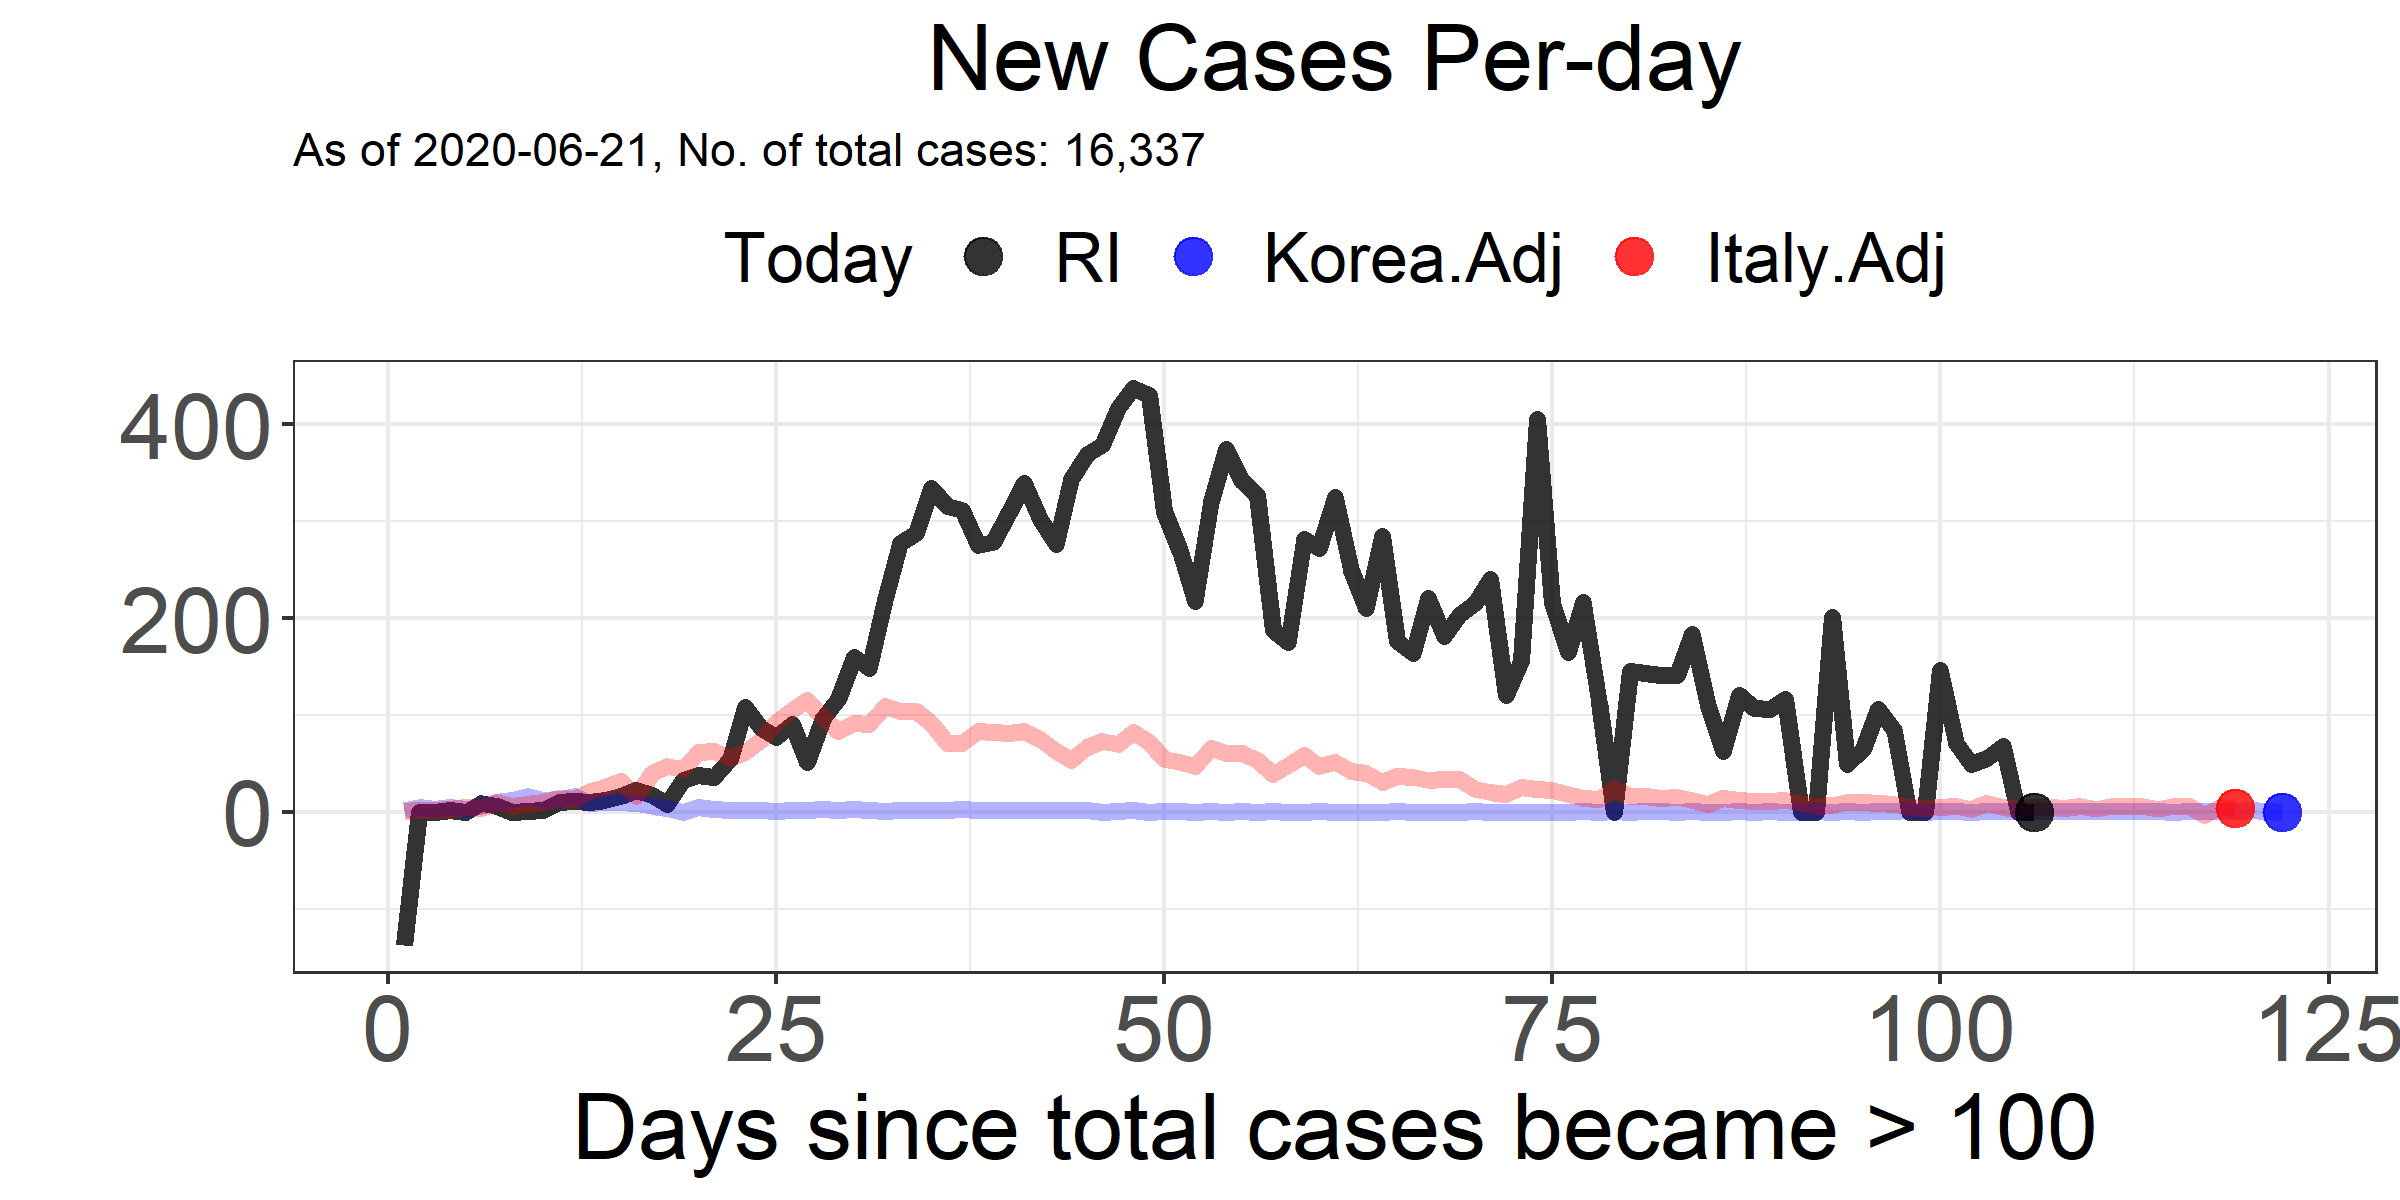 New Cases Per-day
As of 2020-06-21, No. of total cases: 16,337
Today RI Korea.Adj Italy.Adj
400
200
0
0 25 50 75 100 125
Days since total cases became > 100